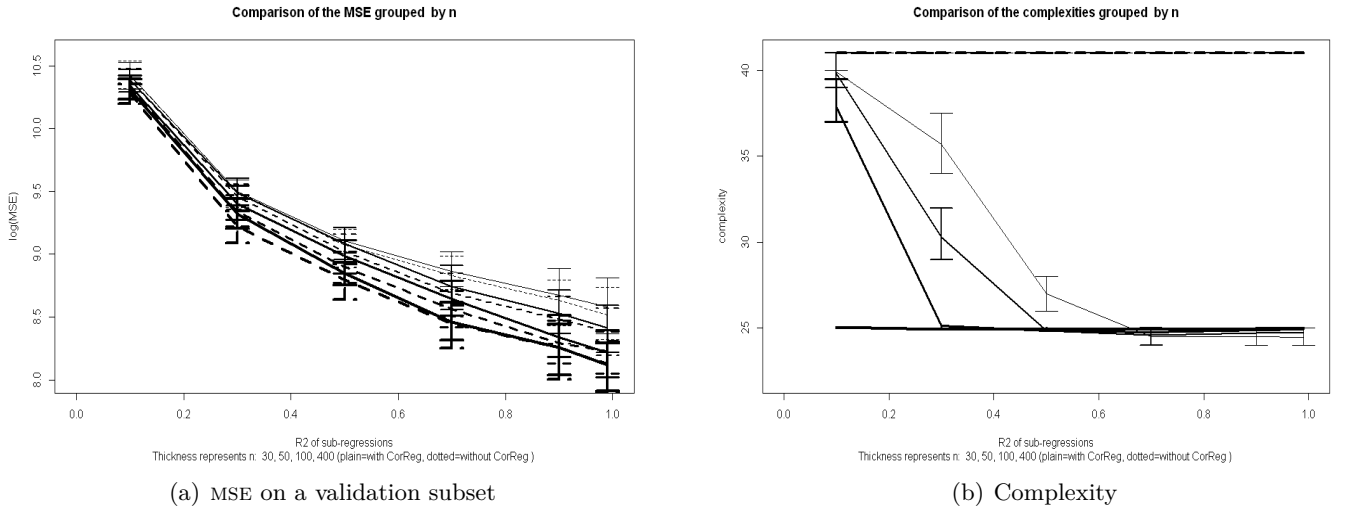 Comparison of the MSE grouped by n
log(MSE)
10.5
10.0
9.5
9.0
8.5
8.0
0.0 0.2 0.4 0.6 0.8 1.0
R2 of sub-regressions
Thickness represents n: 30, 50, 100, 400 (plain=with CorReg, dotted=without CorReg )
(a) MSE on a validation subset
Comparison of the complexities grouped by n
complexity
40
35
30
25
0.0 0.2 0.4 0.6 0.8 1.0
R2 of sub-regressions
Thickness represents n: 30, 50, 100, 400 (plain=with CorReg, dotted=without CorReg )
(b) Complexity